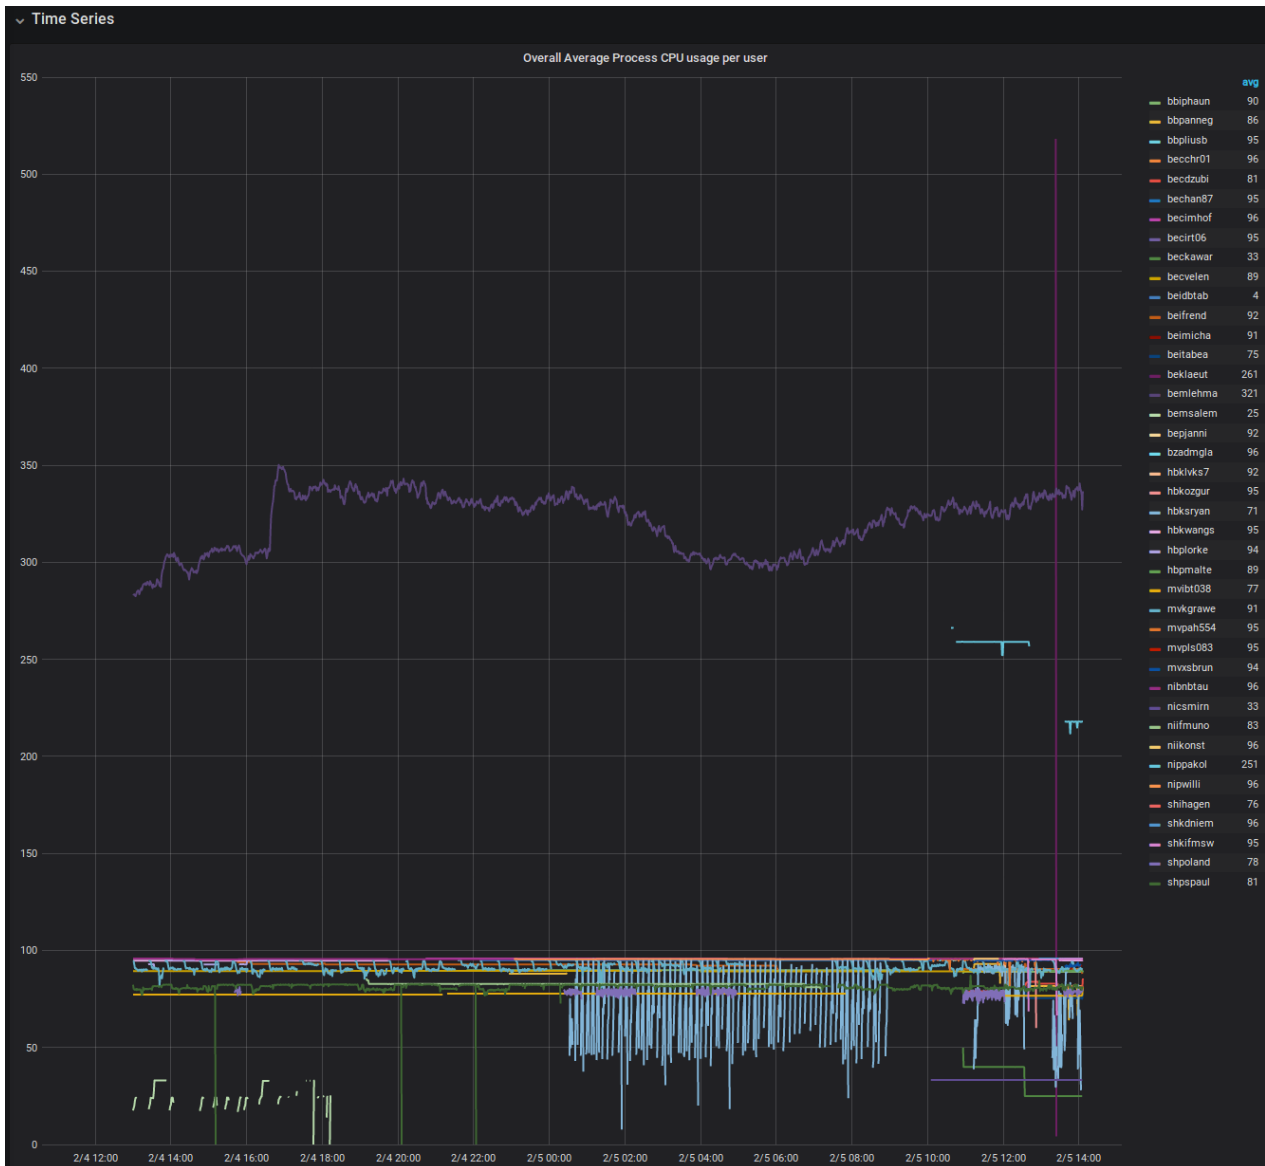 Time Series
Overall Average Process CPU usage per user
550
500
450
400
350
300
250
200
150
100
50
0
2/4 12:00 2/4 14:00 2/4 16:00 2/4 18:00 2/4 20:00 2/4 22:00 2/5 00:00 2/5 02:00 2/5 04:00 2/5 06:00 2/5 08:00 2/5 10:00 2/5 12:00 2/5 14:00
avg
bbiphaun 90
bbpanneg 86
bbpliusb 95
becchr01 96
becdzubi 81
bechan87 95
becimhof 96
becirt06 95
beckawar 33
becvelen 89
beidbtab 4
beifrend 92
beimicha 91
beitabea 75
beklaeut 261
bemlehma 321
bemsalem 25
bepjanni 92
bzadmgla 96
hbklvks7 92
hbkozgur 95
hbksryan 71
hbkwangs 95
hbplorke 94
hbpmalte 89
mvibt038 77
mvkgrawe 91
mvpah554 95
mvpls083 95
mvxsbrun 94
nibnbtau 96
nicsmirn 33
niifmuno 83
niikonst 96
nippakol 251
nipwilli 96
shihagen 76
shkdniem 96
shkifmsw 95
shpoland 78
shpspaul 81